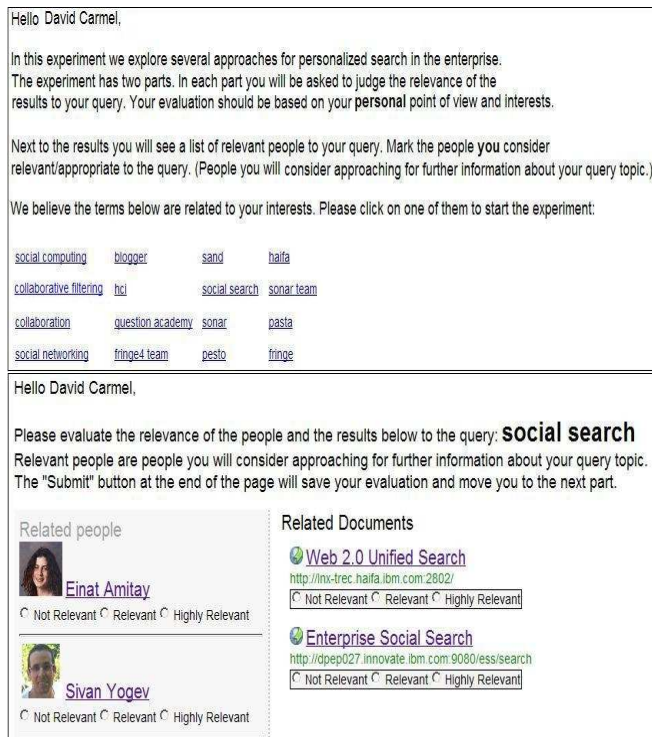 Hello David Carmel,
In this experiment we explore several approaches for personalized search in the enterprise.
The experiment has two parts. In each part you will be asked to judge the relevance of the
results to your query. Your evaluation should be based on your personal point of view and interests.
Next to the results you will see a list of relevant people to your query. Mark the people you consider
relevant/appropriate to the query. (People you will consider approaching for further information about your query topic.)
We believe the terms below are related to your interests. Please click on one of them to start the experiment:
social computing blogger sand haifa
collaborative filtering hci social search sonar team
collaboration question academy sonar pasta
social networking fringe4 team pesto fringe
Hello David Carmel,
Please evaluate the relevance of the people and the results below to the query: social search
Relevant people are people you will consider approaching for further information about your query topic.
The "Submit" button at the end of the page will save your evaluation and move you to the next part.
Related people
Einat Amitay
Not Relevant Relevant Highly Relevant
Sivan Yogev
Not Relevant Relevant Highly Relevant
Related Documents
Web 2.0 Unified Search
http://lnx-trec.haifa.ibm.com:2802/
Not Relevant Relevant Highly Relevant
Enterprise Social Search
http://dpep027.innovate.ibm.com:9080/ess/search
Not Relevant Relevant Highly Relevant